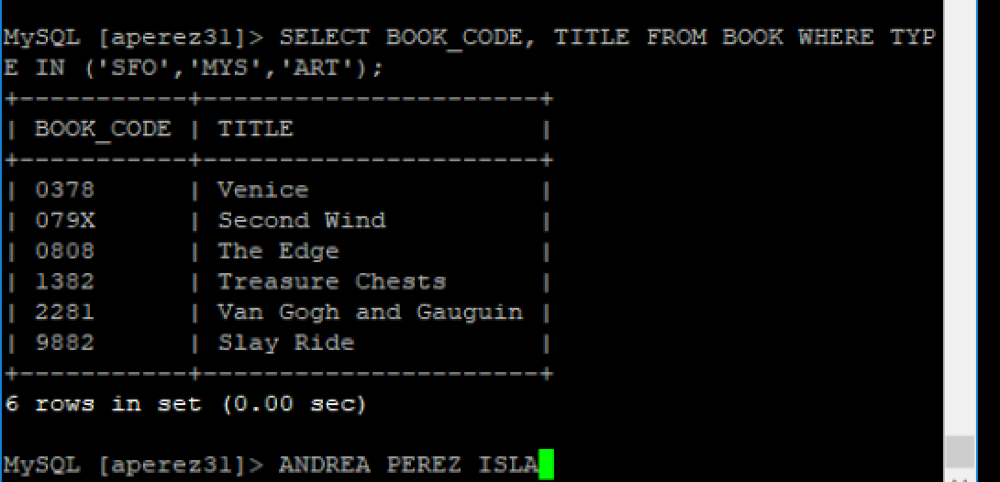 MySQL [aperez31]> SELECT BOOK_CODE, TITLE FROM BOOK WHERE TYP
E IN ('SFO','MYS','ART');
+-----------+---------------------+
| BOOK_CODE | TITLE               |
+-----------+---------------------+
| 0378      | Venice              |
| 079X      | Second Wind         |
| 0808      | The Edge            |
| 1382      | Treasure Chests     |
| 2281      | Van Gogh and Gauguin |
| 9882      | Slay Ride           |
+-----------+---------------------+
6 rows in set (0.00 sec)
MySQL [aperez31]> ANDREA PEREZ ISLA